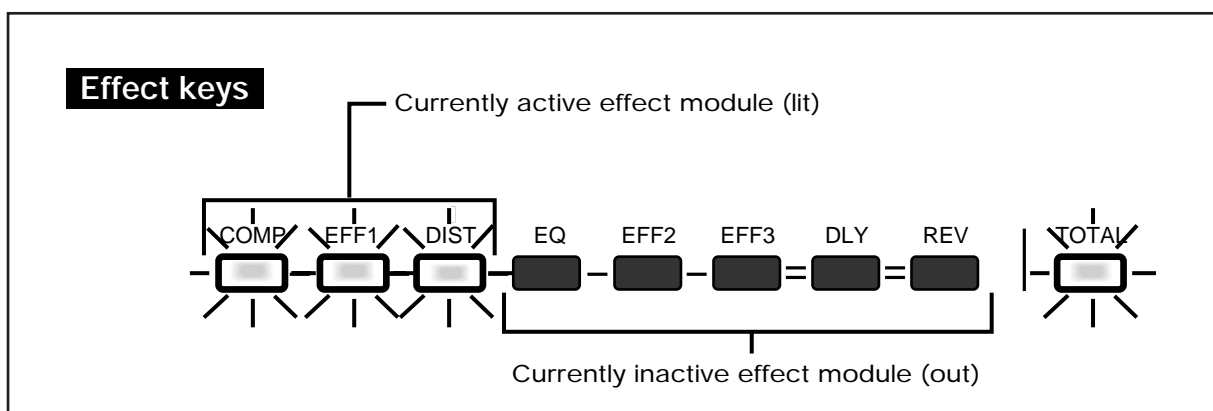 Effect keys
Currently active effect module (lit)
COMP EFF1 DIST EQ EFF2 EFF3 DLY REV TOTAL
Currently inactive effect module (out)